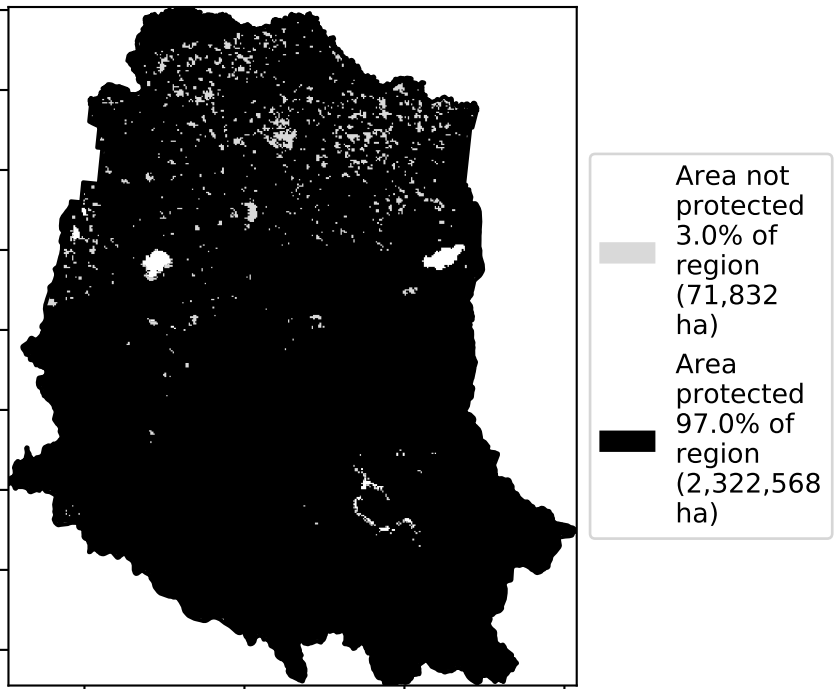 Area not
protected
3.0% of
region
(71,832
ha)
Area
protected
97.0% of
region
(2,322,568
ha)